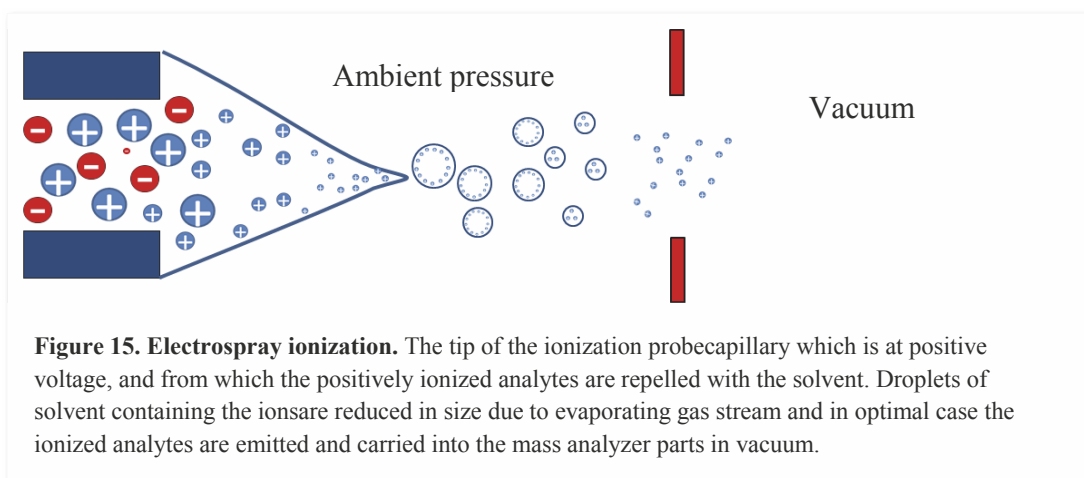 Ambient pressure
Vacuum
Figure 15. Electrospray ionization. The tip of the ionization probecapillary which is at positive
voltage, and from which the positively ionized analytes are repelled with the solvent. Droplets of
solvent containing the ionsare reduced in size due to evaporating gas stream and in optimal case the
ionized analytes are emitted and carried into the mass analyzer parts in vacuum.